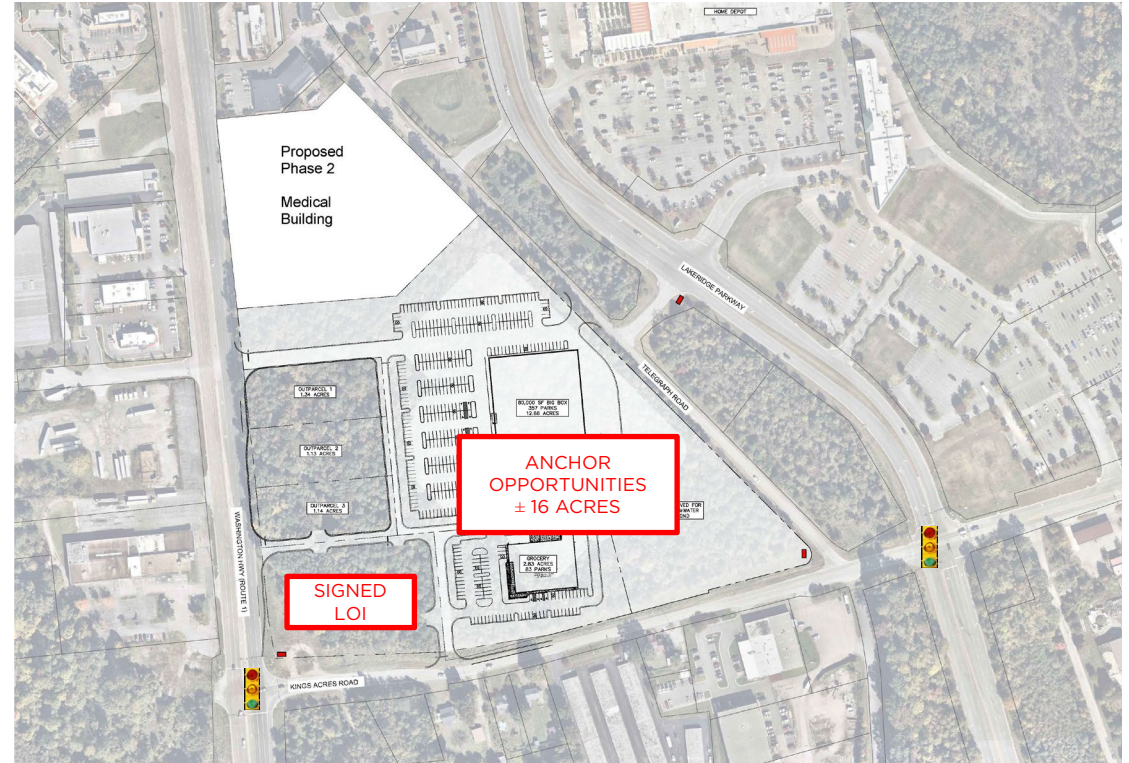 HOME DEPOT
Proposed
Phase 2
Medical
Building
LAKERIDGE PARKWAY
TELEGRAPH ROAD
OUTPARCEL 1
1.34 ACRES
80,000 SF BIG BOX
357 PARKS
12.66 ACRES
OUTPARCEL 2
1.13 ACRES
ANCHOR
OPPORTUNITIES
± 16 ACRES
OUTPARCEL 3
1.14 ACRES
WASHINGTON HWY (ROUTE 1)
GROCERY
2.83 ACRES
83 PARKS
SIGNED
LOI
KINGS ACRES ROAD